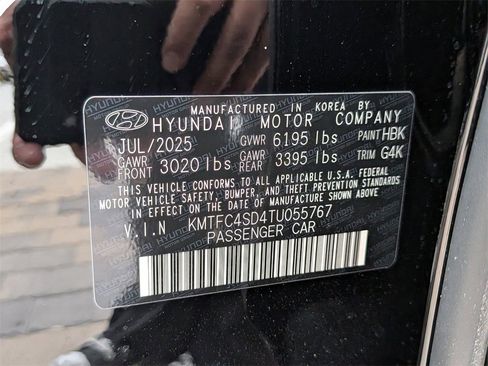 MANUFACTURED IN KOREA BY
HYUNDAI MOTOR COMPANY
JUL/2025 GVWR 6195 lbs PAINT HBK
GAWR FRONT 3020 lbs GAWR REAR 3395 lbs TRIM G4K
THIS VEHICLE CONFORMS TO ALL APPLICABLE U.S.A. FEDERAL
MOTOR VEHICLE SAFETY, BUMPER, AND THEFT PREVENTION STANDARDS
IN EFFECT ON THE DATE OF MANUFACTURE SHOWN ABOVE.
V.I.N KMTFC4SD4TU055767
PASSENGER CAR